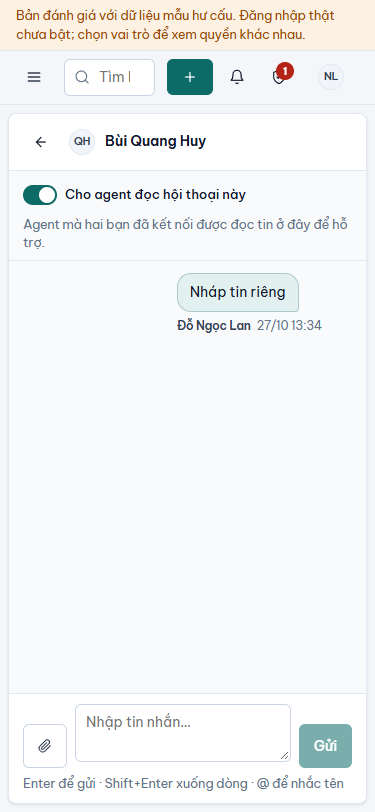 Bản đánh giá với dữ liệu mẫu hư cấu. Đăng nhập thật
chưa bật; chọn vai trò để xem quyền khác nhau.
Tìm
1
NL
QH
Bùi Quang Huy
Cho agent đọc hội thoại này
Agent mà hai bạn đã kết nối được đọc tin ở đây để hỗ
trợ.
Nháp tin riêng
Đỗ Ngọc Lan 27/10 13:34
Nhập tin nhắn...
Gửi
Enter để gửi · Shift+Enter xuống dòng · @ để nhắc tên